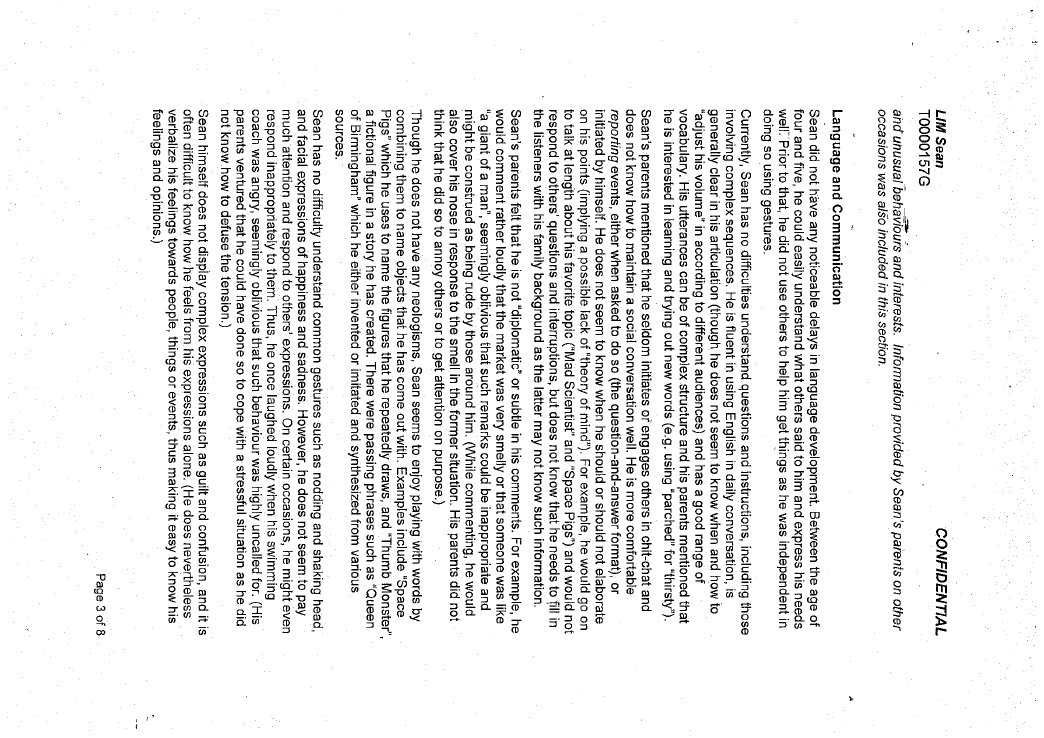 LIM Sean
T0000157G
CONFIDENTIAL
and unusual behaviours and interests. Information provided by Sean's parents on other
occasions was also included in this section.
Language and Communication
Sean did not have any noticeable delays in language development. Between the age of
four and five, he could easily understand what others said to him and express his needs
well. Prior to that, he did not use others to help him get things as he was independent in
doing so using gestures.
Currently, Sean has no difficulties understand questions and instructions, including those
involving complex sequences. He is fluent in using English in daily conversation, is
generally clear in his articulation (though he does not seem to know when and how to
"adjust his volume" in according to different audiences) and has a good range of
vocabulary. His utterances can be of complex structure and his parents mentioned that
he is interested in learning and trying out new words (e.g. using "parched" for "thirsty").
Sean's parents mentioned that he seldom initiates or engages others in chit-chat and
does not know how to maintain a social conversation well. He is more comfortable
reporting events, either when asked to do so (the question-and-answer format), or
initiated by himself. He does not seem to know when he should or should not elaborate
on his points (implying a possible lack of "theory of mind"). For example, he would go on
to talk at length about his favorite topic ("Mad Scientist" and "Space Pigs") and would not
respond to others' questions and interruptions, but does not know that he needs to fill in
the listeners with his family background as the latter may not know such information.
Sean's parents felt that he is not "diplomatic" or subtle in his comments. For example, he
would comment rather loudly that the market was very smelly or that someone was like
"a giant of a man", seemingly oblivious that such remarks could be inappropriate and
might be construed as being rude by those around him. (While commenting, he would
also cover his nose in response to the smell in the former situation. His parents did not
think that he did so to annoy others or to get attention on purpose.)
Though he does not have any neologisms, Sean seems to enjoy playing with words by
combining them to name objects that he has come out with. Examples include "Space
Pigs" which he uses to name the figures that he repeatedly draws, and "Thumb Monster",
a fictional figure in a story he has created. There were passing phrases such as "Queen
of Birmingham" which he either invented or imitated and synthesized from various
sources.
Sean has no difficulty understand common gestures such as nodding and shaking head,
and facial expressions of happiness and sadness. However, he does not seem to pay
much attention and respond to others' expressions. On certain occasions, he might even
respond inappropriately to them. Thus, he once laughed loudly when his swimming
coach was angry, seemingly oblivious that such behaviour was highly uncalled for. (His
parents ventured that he could have done so to cope with a stressful situation as he did
not know how to defuse the tension.)
Sean himself does not display complex expressions such as guilt and confusion, and it is
often difficult to know how he feels from his expressions alone. (He does nevertheless
verbalize his feelings towards people, things or events, thus making it easy to know his
feelings and opinions.)
Page 3 of 8